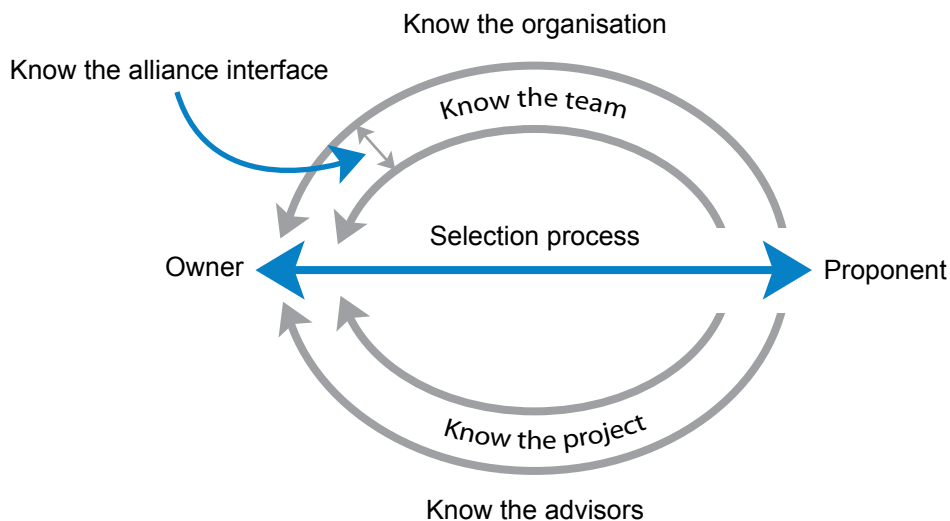 Know the organisation
Know the alliance interface
Know the team
Selection process
Owner
Proponent
Know the project
Know the advisors